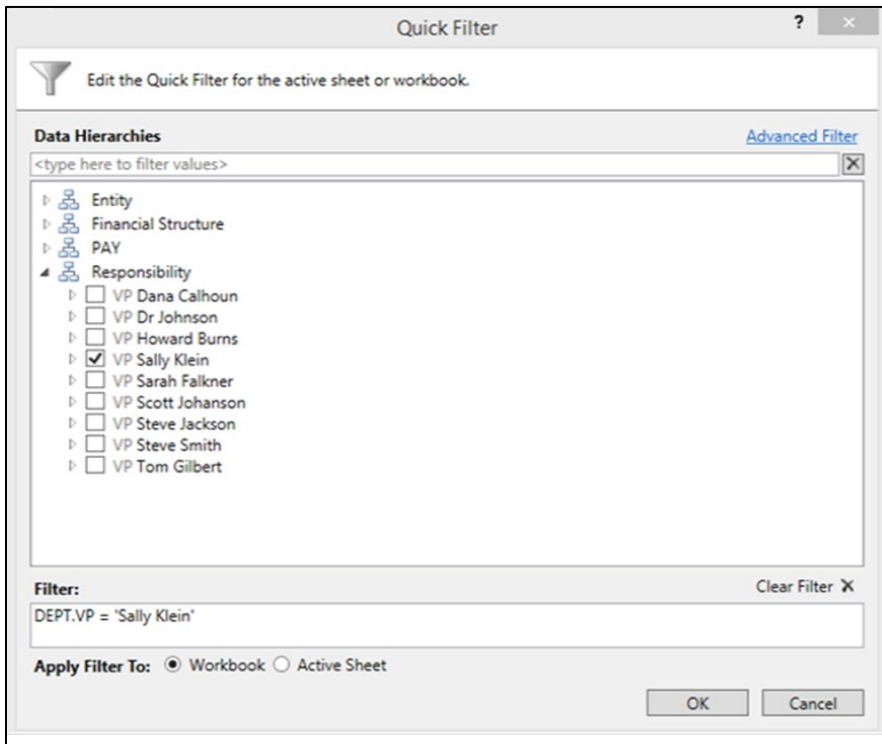 Quick Filter ?
Edit the Quick Filter for the active sheet or workbook.
Data Hierarchies Advanced Filter
<type here to filter values>
Entity
Financial Structure
PAY
Responsibility
VP Dana Calhoun
VP Dr Johnson
VP Howard Burns
VP Sally Klein
VP Sarah Falkner
VP Scott Johanson
VP Steve Jackson
VP Steve Smith
VP Tom Gilbert
Filter: Clear Filter X
DEPT.VP = 'Sally Klein'
Apply Filter To: Workbook Active Sheet
OK Cancel